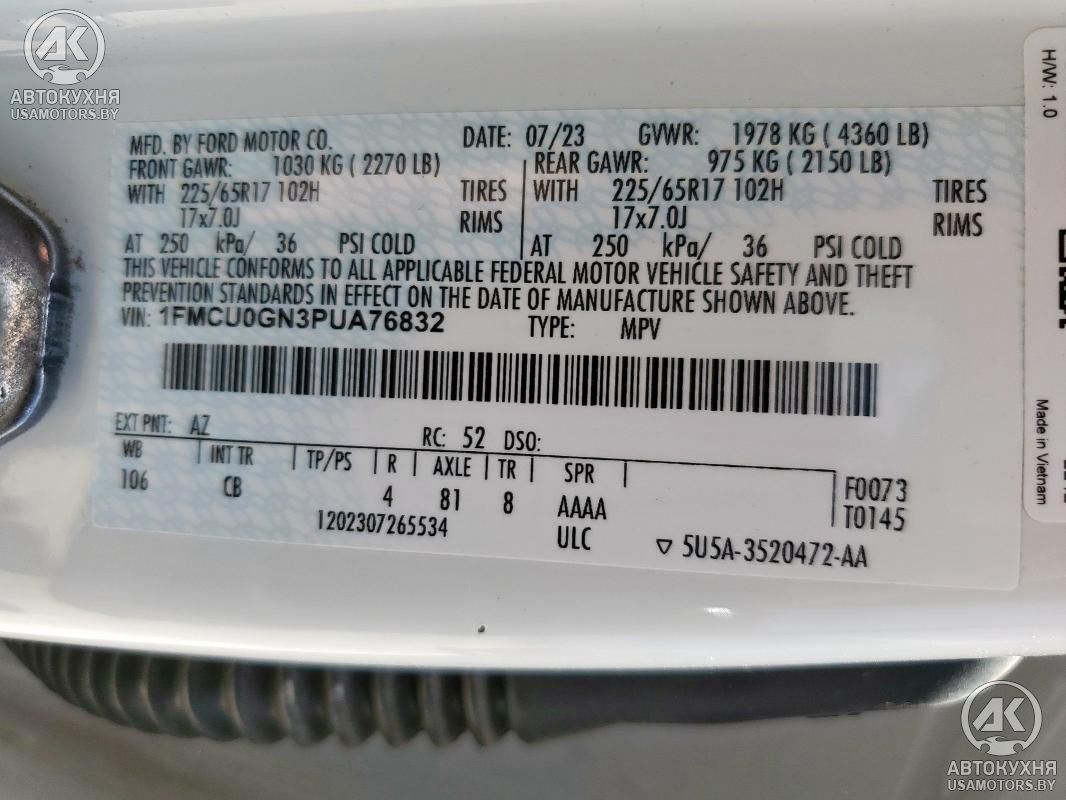 АК
АВТОКУХНЯ
USAMOTORS.BY
MFD. BY FORD MOTOR CO.
DATE: 07/23 GVWR: 1978 KG ( 4360 LB)
FRONT GAWR: 1030 KG ( 2270 LB)
WITH 225/65R17 102H TIRES
17x7.0J RIMS
AT 250 kPa/ 36 PSI COLD
REAR GAWR: 975 KG ( 2150 LB)
WITH 225/65R17 102H TIRES
17x7.0J RIMS
AT 250 kPa/ 36 PSI COLD
THIS VEHICLE CONFORMS TO ALL APPLICABLE FEDERAL MOTOR VEHICLE SAFETY AND THEFT
PREVENTION STANDARDS IN EFFECT ON THE DATE OF MANUFACTURE SHOWN ABOVE.
VIN: 1FMCU0GN3PUA76832 TYPE: MPV
EXT PNT: AZ RC: 52 DSO:
WB INT TR TP/PS R AXLE TR SPR
106 CB 4 81 8 AAAA
F0073
T0145
1202307265534 ULC
▽ 5U5A-3520472-AA
H/W: 1.0
Made in Vietnam
АК
АВТОКУХНЯ
USAMOTORS.BY